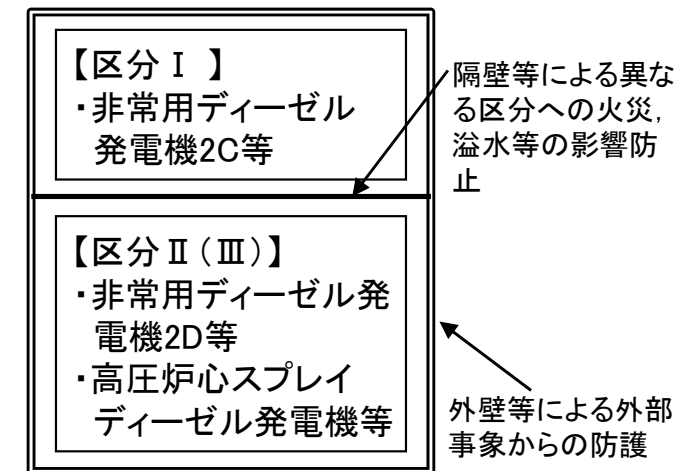 【区分Ⅰ 】
・非常用ディーゼル
発電機2C等
隔壁等による異な
る区分への火災,
溢水等の影響防
止
【区分Ⅱ(Ⅲ)】
・非常用ディーゼル発
電機2D等
・高圧炉心スプレイ
ディーゼル発電機等
外壁等による外部
事象からの防護